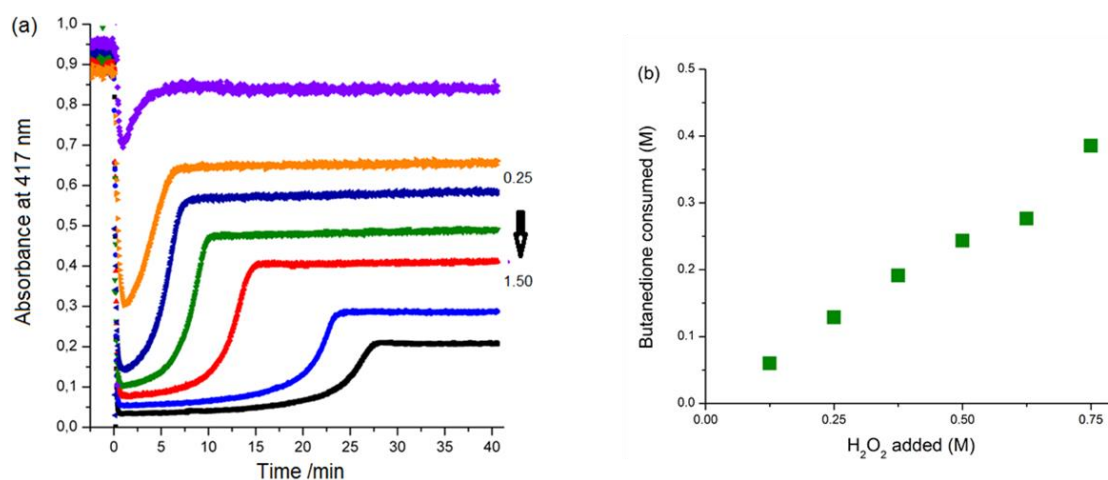 (a)
Absorbance at 417 nm
1,0
0,9
0,8
0,7
0,6
0,5
0,4
0,3
0,2
0,1
0,0
0 5 10 15 20 25 30 35 40
Time /min
0.25
1.50
(b)
Butanedione consumed (M)
0.5
0.4
0.3
0.2
0.1
0.0
0.00 0.25 0.50 0.75
H₂O₂ added (M)